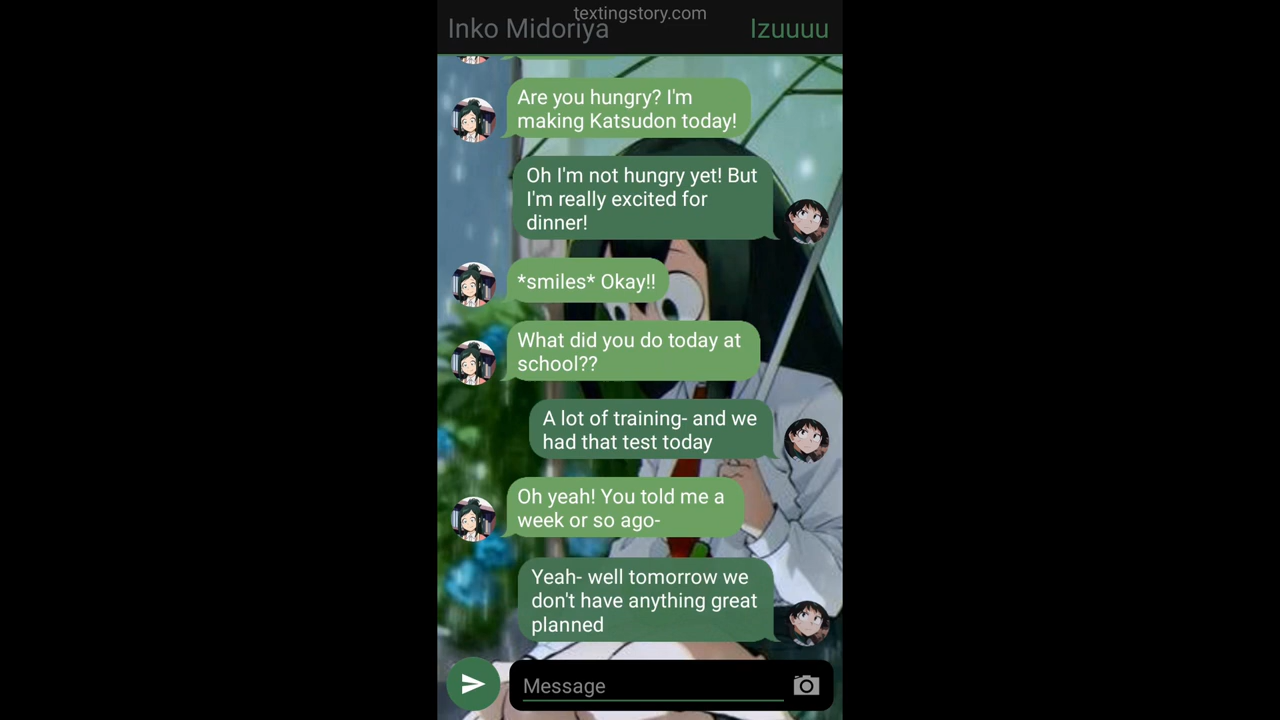 textingstory.com
Inko Midoriya
Izuuuu
Are you hungry? I'm
making Katsudon today!
Oh I'm not hungry yet! But
I'm really excited for
dinner!
*smiles* Okay!!
What did you do today at
school??
A lot of training- and we
had that test today
Oh yeah! You told me a
week or so ago-
Yeah- well tomorrow we
don't have anything great
planned
Message